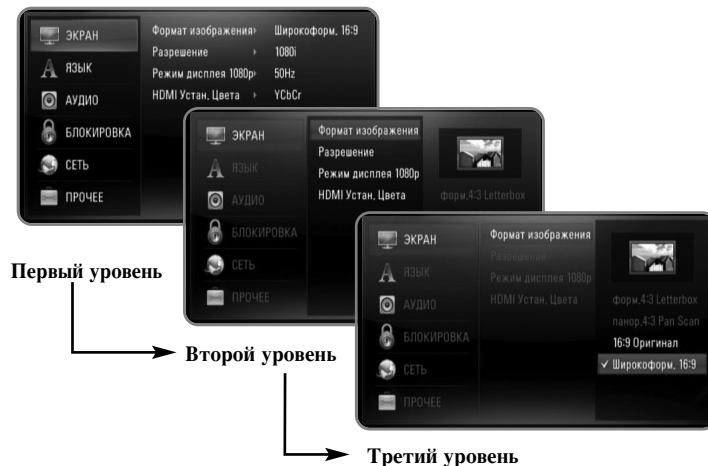 ЭКРАН
ЯЗЫК
АУДИО
БЛОКИРОВКА
СЕТЬ
ПРОЧЕЕ
Формат изображения Широкоформ. 16:9
Разрешение 1080i
Режим дисплея 1080p 50Hz
HDMI Устан. Цвета YCbCr
Первый уровень
ЭКРАН
ЯЗЫК
АУДИО
БЛОКИРОВКА
СЕТЬ
ПРОЧЕЕ
Формат изображения
Разрешение
Режим дисплея 1080p
HDMI Устан. Цвета
форм.4:3 Letterbox
Второй уровень
ЭКРАН
ЯЗЫК
АУДИО
БЛОКИРОВКА
СЕТЬ
ПРОЧЕЕ
Формат изображения
Разрешение
Режим дисплея 1080p
HDMI Устан. Цвета
форм.4:3 Letterbox
панор.4:3 Pan Scan
16:9 Оригинал
✓ Широкоформ. 16:9
Третий уровень